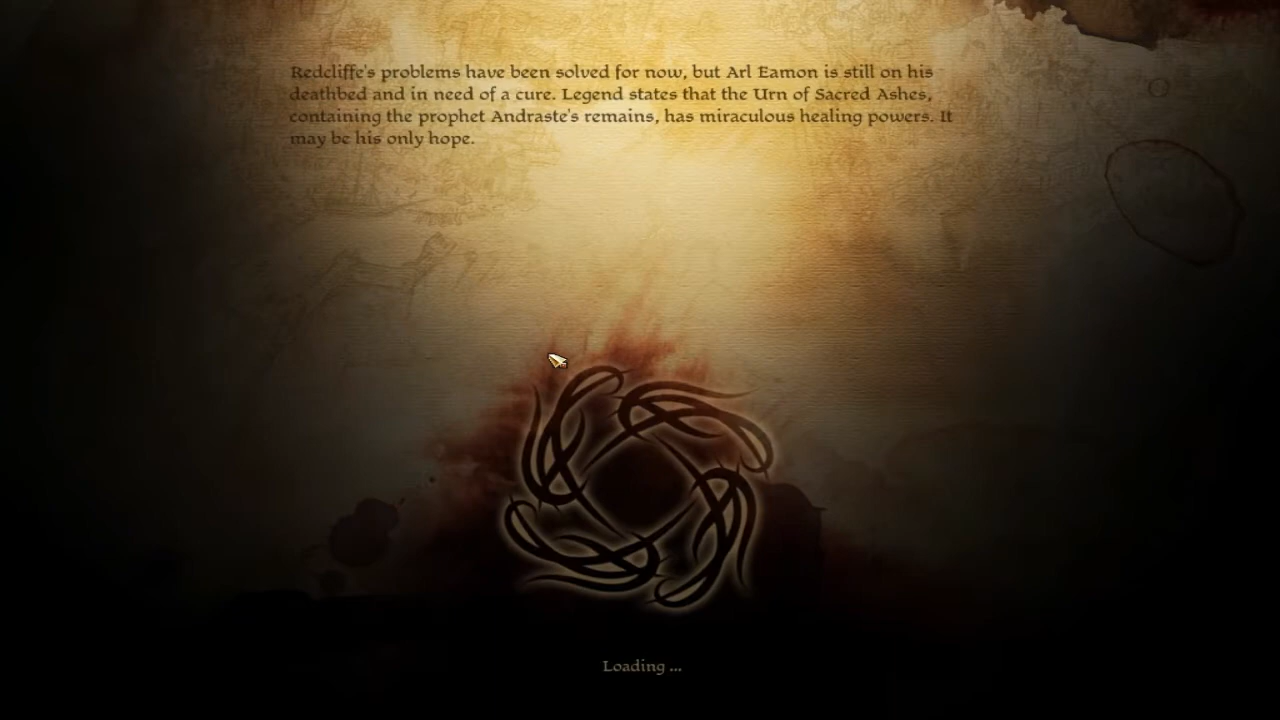 Redcliffe's problems have been solved for now, but Arl Eamon is still on his
deathbed and in need of a cure. Legend states that the Urn of Sacred Ashes,
containing the prophet Andraste's remains, has miraculous healing powers. It
may be his only hope.
Loading ...